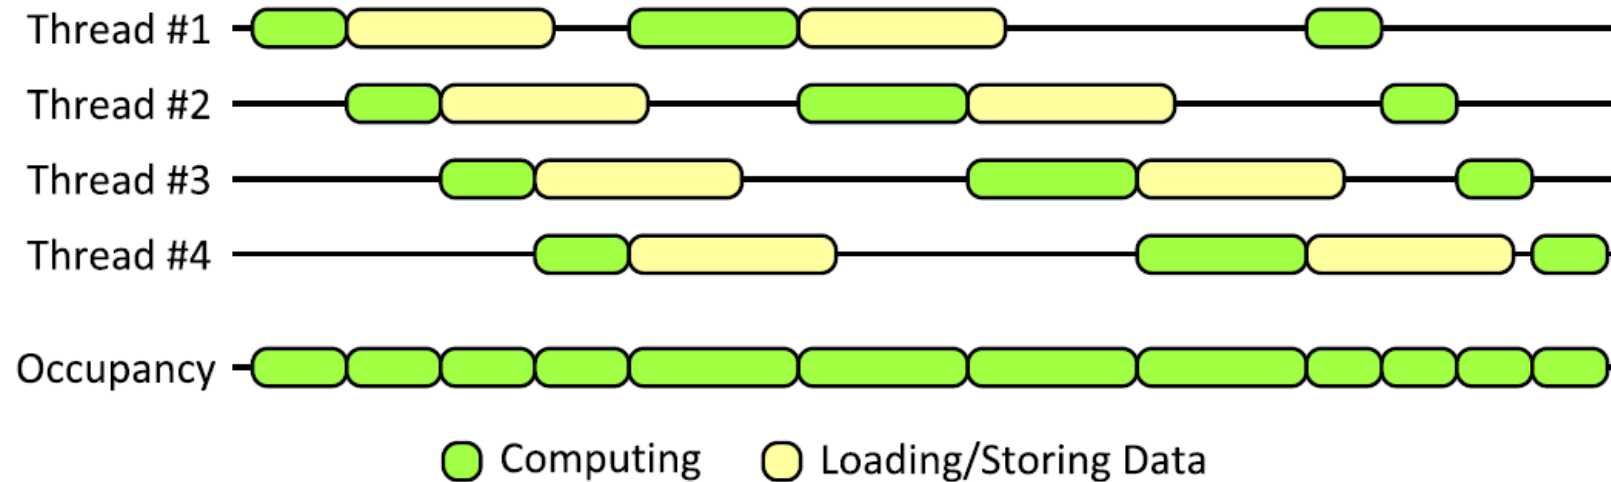 Thread #1
Thread #2
Thread #3
Thread #4
Occupancy
Computing Loading/Storing Data